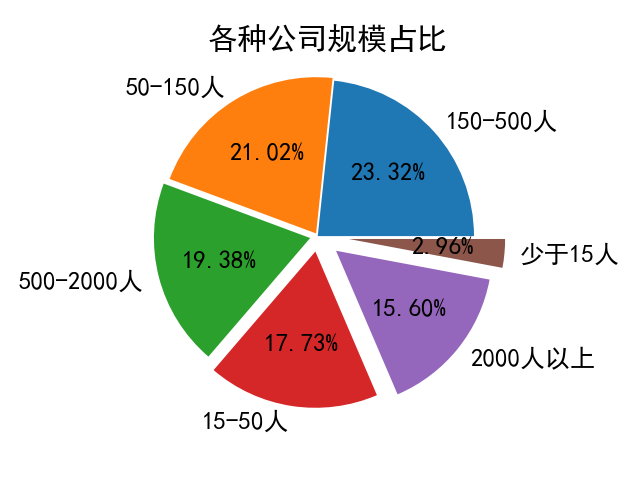 各种公司规模占比
50-150人
150-500人
21.02%
23.32%
19.38%
2.96%
少于15人
500-2000人
15.60%
17.73%
2000人以上
15-50人